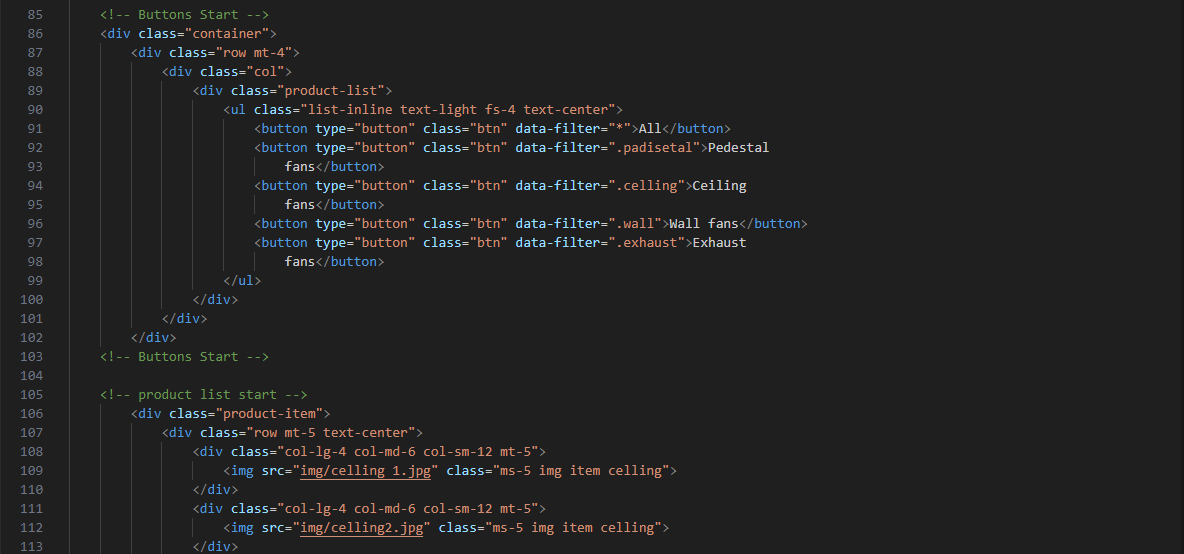 85 <!-- Buttons Start -->
86 <div class="container">
87 <div class="row mt-4">
88 <div class="col">
89 <div class="product-list">
90 <ul class="list-inline text-light fs-4 text-center">
91 <button type="button" class="btn" data-filter="*">All</button>
92 <button type="button" class="btn" data-filter=".padisetal">Pedestal
93 fans</button>
94 <button type="button" class="btn" data-filter=".celling">Ceiling
95 fans</button>
96 <button type="button" class="btn" data-filter=".wall">Wall fans</button>
97 <button type="button" class="btn" data-filter=".exhaust">Exhaust
98 fans</button>
99 </ul>
100 </div>
101 </div>
102 </div>
103 <!-- Buttons Start -->
104
105 <!-- product list start -->
106 <div class="product-item">
107 <div class="row mt-5 text-center">
108 <div class="col-lg-4 col-md-6 col-sm-12 mt-5">
109 <img src="img/celling 1.jpg" class="ms-5 img item celling">
110 </div>
111 <div class="col-lg-4 col-md-6 col-sm-12 mt-5">
112 <img src="img/celling2.jpg" class="ms-5 img item celling">
113 </div>